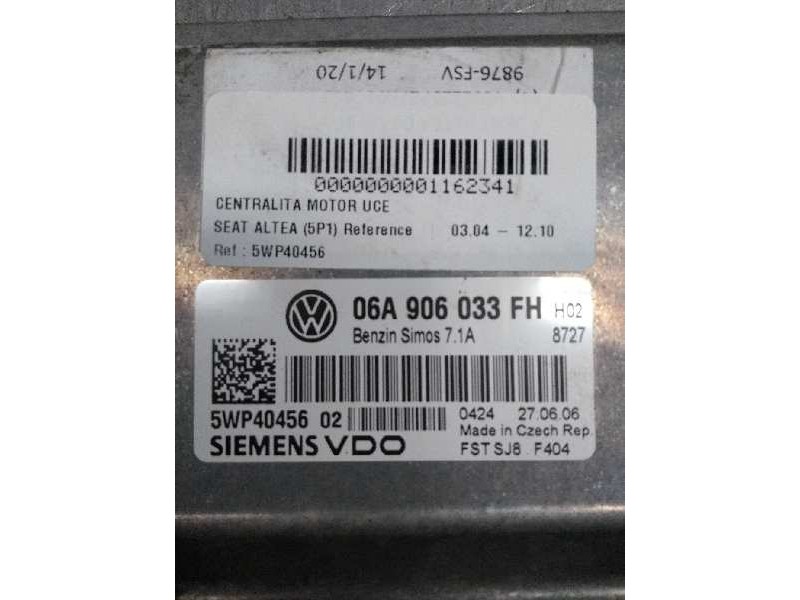 9876-FSV 14/1/20
0000000001162341
CENTRALITA MOTOR UCE
SEAT ALTEA (5P1) Reference 03.04 - 12.10
Ref : 5WP40456
06A 906 033 FH H02
Benzin Simos 7.1A 8727
5WP40456 02
0424 27.06.06
Made in Czech Rep.
SIEMENS VDO
FST SJ8 F404